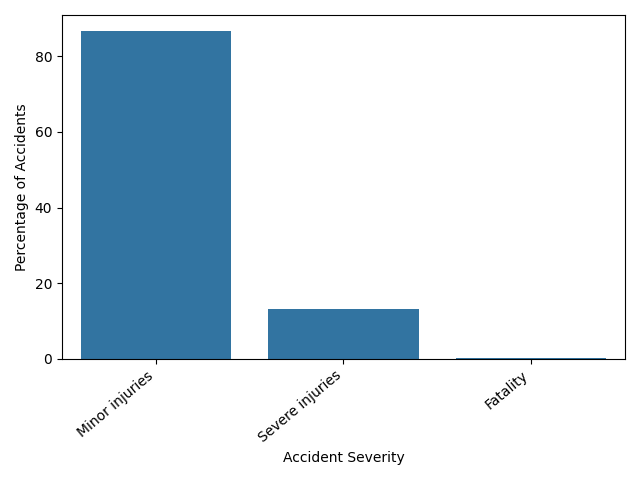 Percentage of Accidents
80
60
40
20
0
Minor injuries
Severe injuries
Fatality
Accident Severity